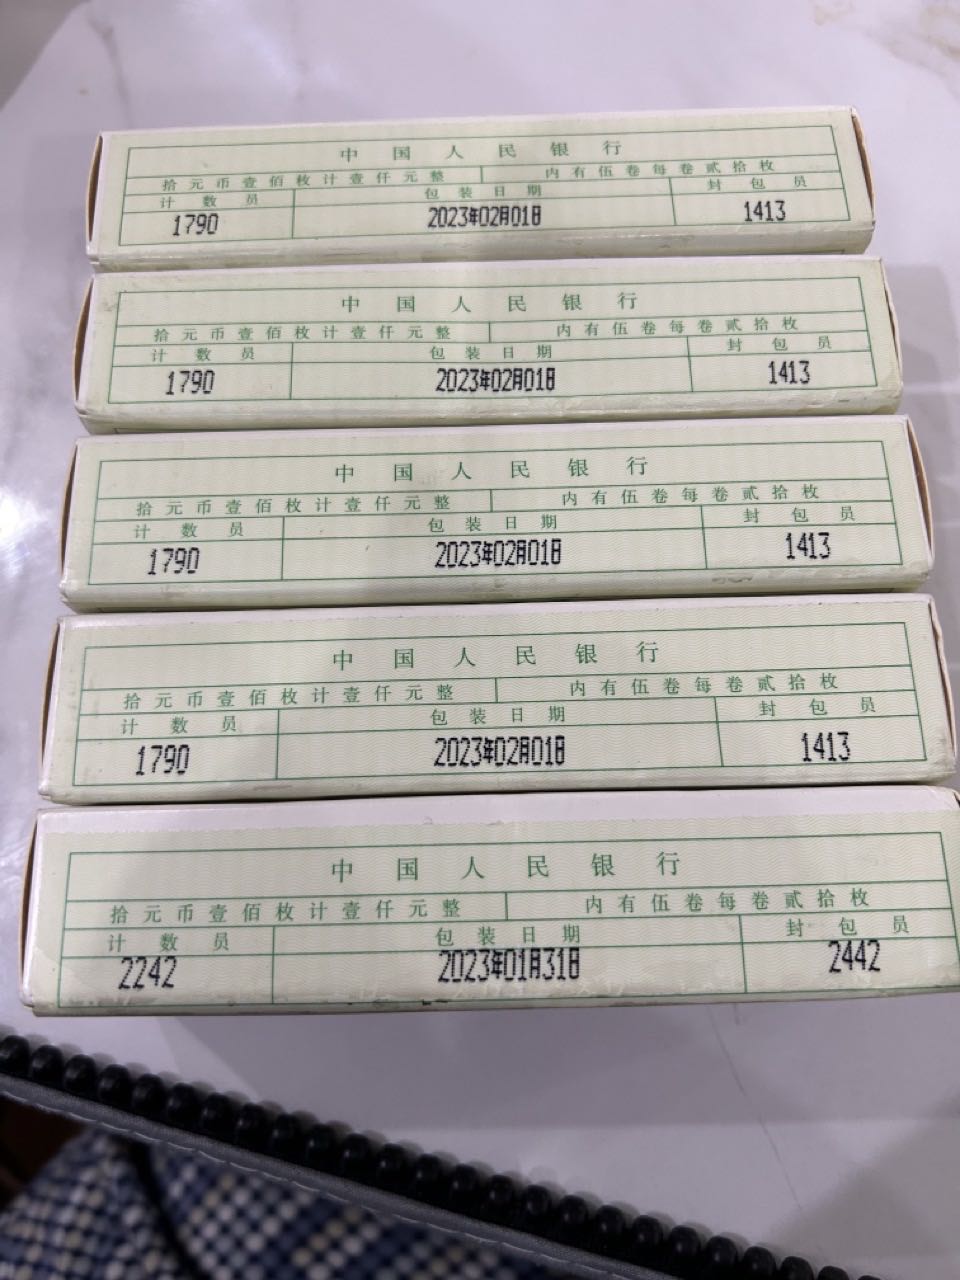 中国人民银行
拾元币壹佰枚计壹仟元整 内有伍卷每卷贰拾枚
计数员 包装日期 封包员
1790 2023年02月01日 1413
中国人民银行
拾元币壹佰枚计壹仟元整 内有伍卷每卷贰拾枚
计数员 包装日期 封包员
1790 2023年02月01日 1413
中国人民银行
拾元币壹佰枚计壹仟元整 内有伍卷每卷贰拾枚
计数员 包装日期 封包员
1790 2023年02月01日 1413
中国人民银行
拾元币壹佰枚计壹仟元整 内有伍卷每卷贰拾枚
计数员 包装日期 封包员
1790 2023年02月01日 1413
中国人民银行
拾元币壹佰枚计壹仟元整 内有伍卷每卷贰拾枚
计数员 包装日期 封包员
2242 2023年01月31日 2442